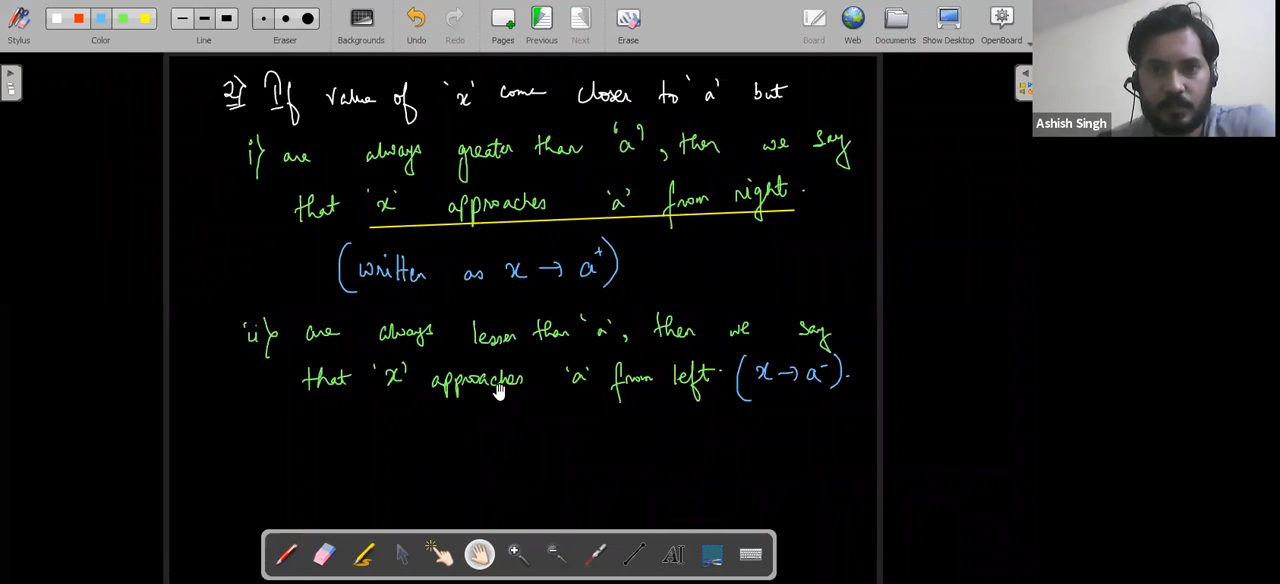 Stylus
Color
Line
Eraser
Backgrounds
Undo
Redo
Pages
Previous
Next
Erase
Board
Web
Documents
Show Desktop
OpenBoard
Ashish Singh
2) If value of 'x' come closer to 'a' but
i) are always greater than 'a', then we say
that 'x' approaches 'a' from right.
(written as x → a⁺)
ii) are always lesser than 'a', then we say
that 'x' approaches 'a' from left. (x → a⁻).
AI